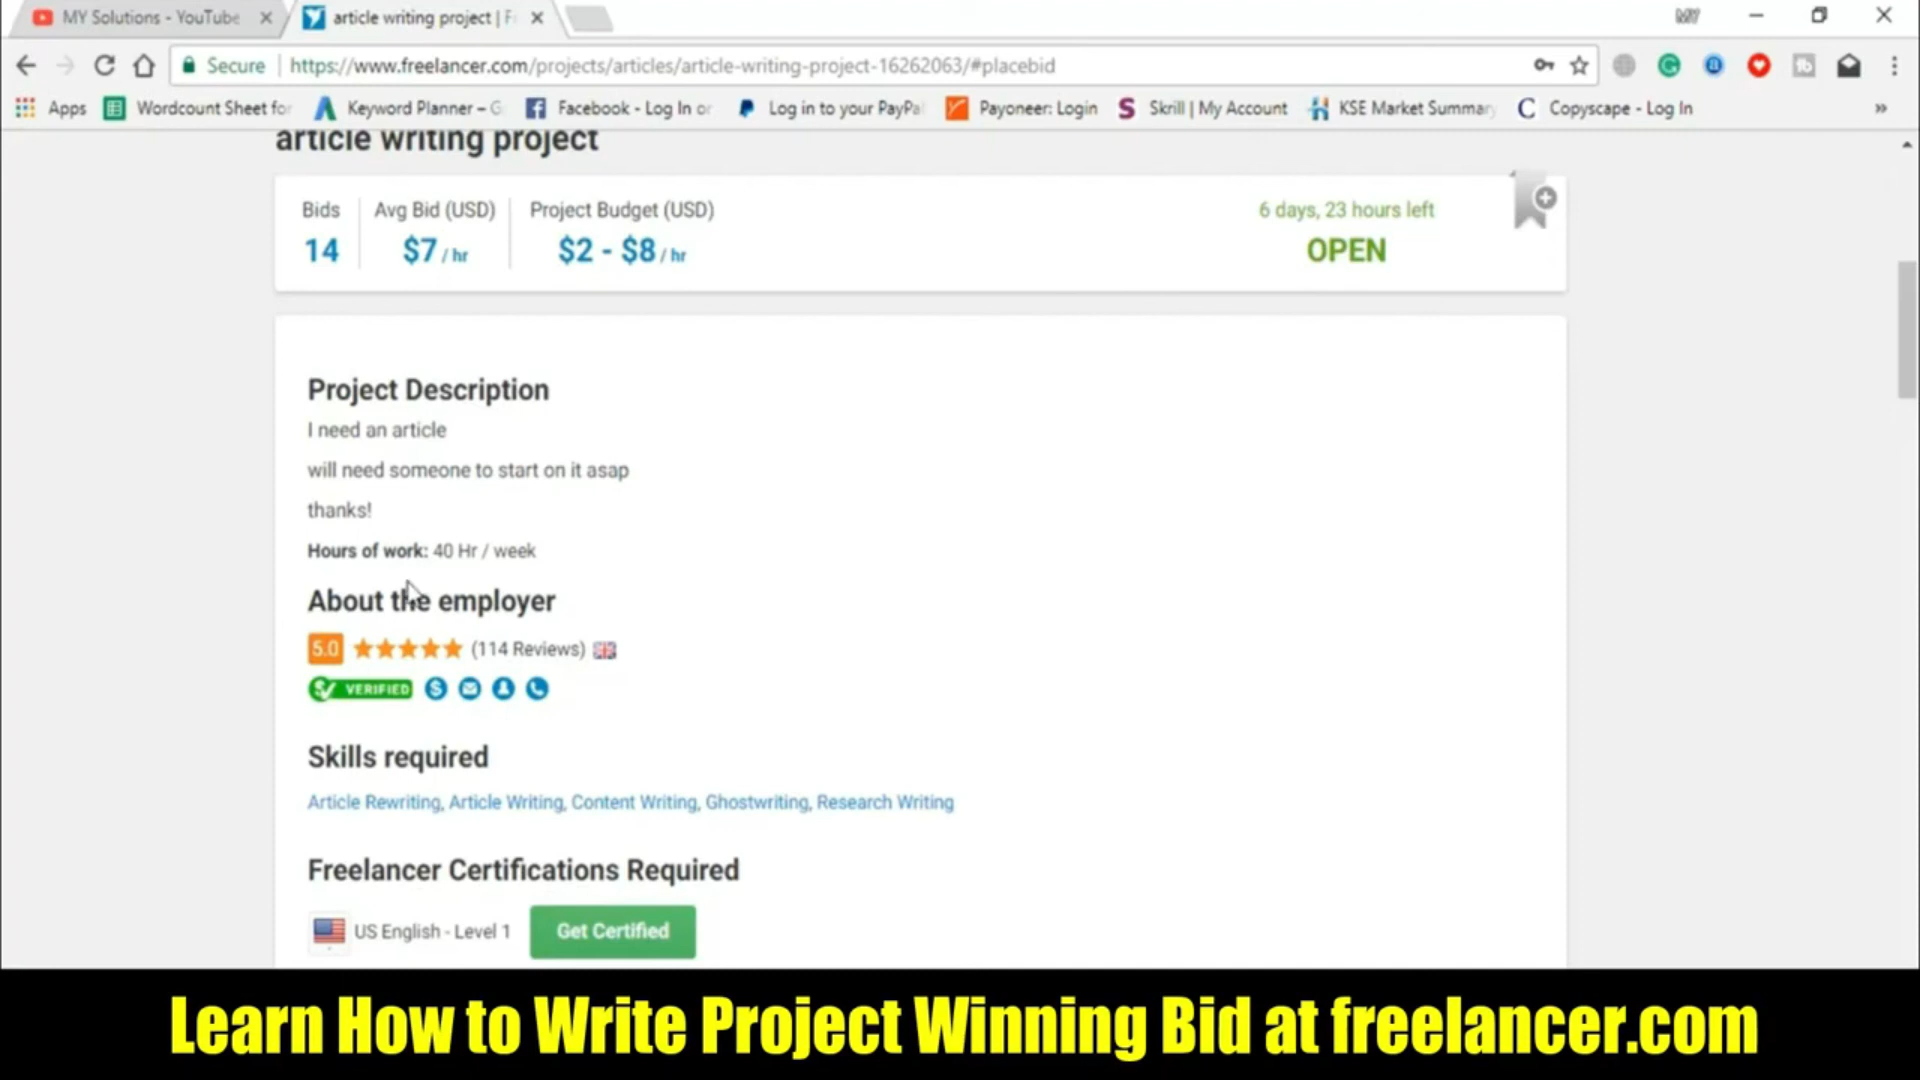 MY Solutions - YouTube
article writing project | F
Secure https://www.freelancer.com/projects/articles/article-writing-project-16262063/#placebid
Apps Wordcount Sheet for Keyword Planner – G Facebook - Log In or Log in to your PayPa Payoneer: Login Skrill | My Account KSE Market Summar Copyscape - Log In »
article writing project
Bids Avg Bid (USD) Project Budget (USD) 6 days, 23 hours left
14 $7 / hr $2 - $8 / hr OPEN
Project Description
I need an article
will need someone to start on it asap
thanks!
Hours of work: 40 Hr / week
About the employer
5.0 (114 Reviews)
VERIFIED
Skills required
Article Rewriting, Article Writing, Content Writing, Ghostwriting, Research Writing
Freelancer Certifications Required
US English - Level 1 Get Certified
Learn How to Write Project Winning Bid at freelancer.com